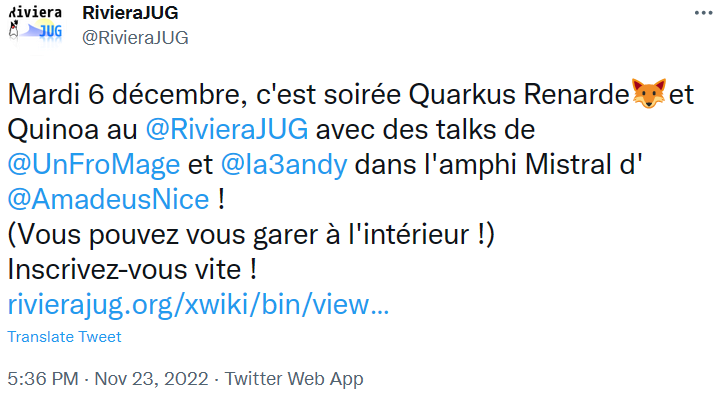 Riviera
JUG
RivieraJUG
@RivieraJUG
Mardi 6 décembre, c'est soirée Quarkus Renarde🦊et
Quinoa au @RivieraJUG avec des talks de
@UnFroMage et @ia3andy dans l'amphi Mistral d'
@AmadeusNice !
(Vous pouvez vous garer à l'intérieur !)
Inscrivez-vous vite !
rivierajug.org/xwiki/bin/view…
Translate Tweet
5:36 PM · Nov 23, 2022 · Twitter Web App